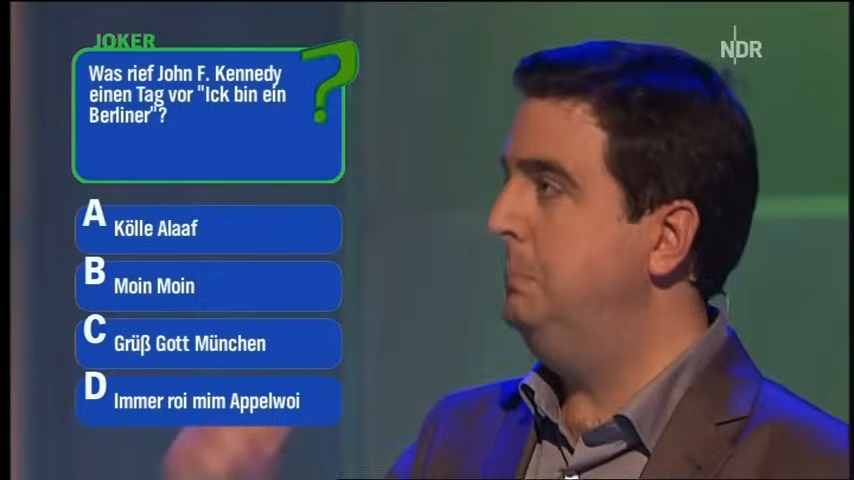 JOKER
NDR
Was rief John F. Kennedy
einen Tag vor "Ick bin ein
Berliner"?
?
A
Kölle Alaaf
B
Moin Moin
C
Grüß Gott München
D
Immer roi mim Appelwoi